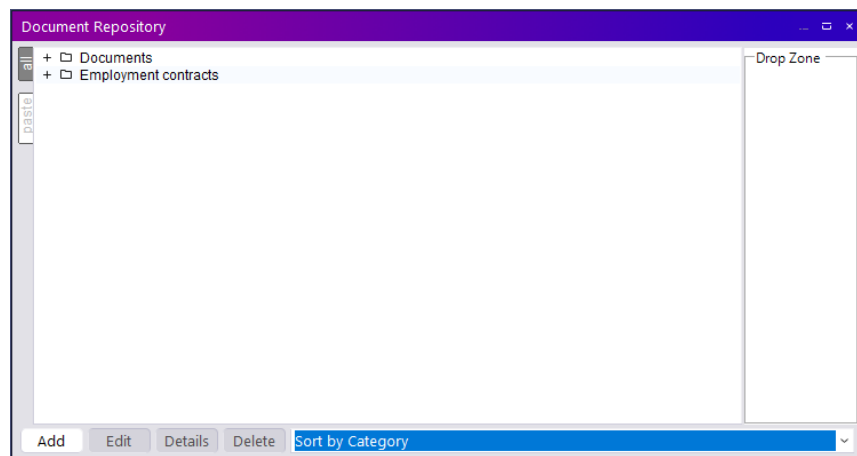 Document Repository
all
+ Documents
+ Employment contracts
paste
Drop Zone
Add
Edit
Details
Delete
Sort by Category